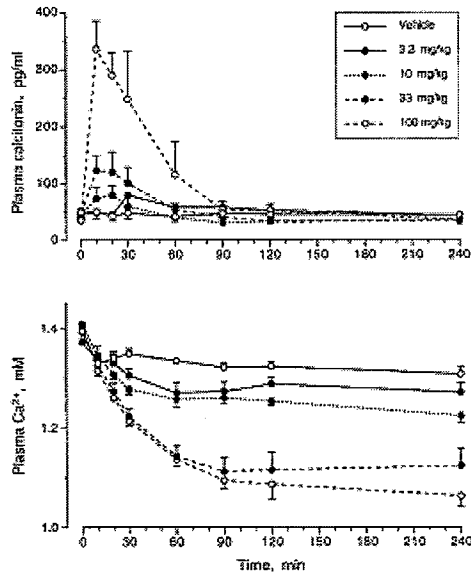 Vehicle
3.3 mg/kg
10 mg/kg
33 mg/kg
100 mg/kg
Plasma calcitonin, pg/ml
400
300
200
100
0
0 30 60 90 120 150 180 210 240
Plasma Ca²⁺, mM
1.4
1.2
1.0
0 30 60 90 120 150 180 210 240
Time, min